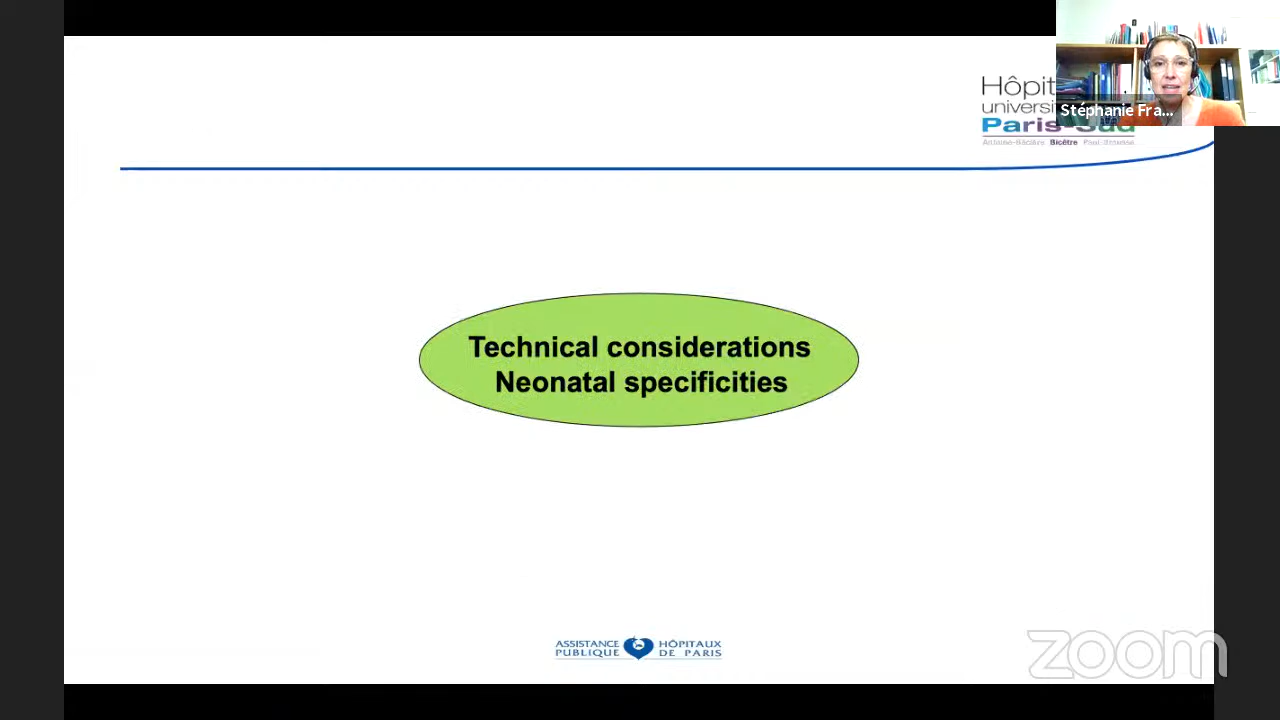 Hôpit
universit
Paris-Sud
Antoine-Béclère Bicêtre Paul-Brousse
Stéphanie Fra...
Technical considerations
Neonatal specificities
ASSISTANCE HÔPITAUX
PUBLIQUE DE PARIS
zoom